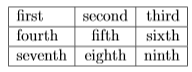 first second third
fourth fifth sixth
seventh eighth ninth